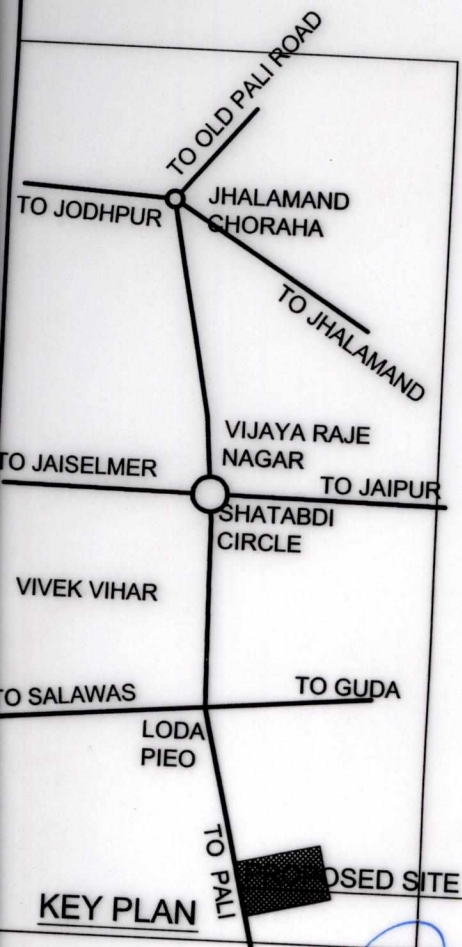 TO OLD PALI ROAD
TO JODHPUR
JHALAMAND
CHORAHA
TO JHALAMAND
VIJAYA RAJE
NAGAR
TO JAISELMER
TO JAIPUR
SHATABDI
CIRCLE
VIVEK VIHAR
TO SALAWAS
TO GUDA
LODA
PIEO
TO PALI
PROPOSED SITE
KEY PLAN